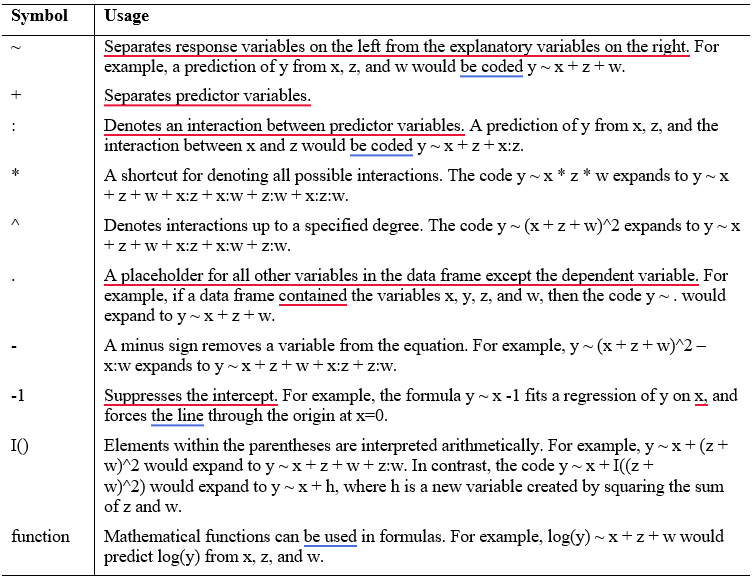 Symbol Usage
~ Separates response variables on the left from the explanatory variables on the right. For
example, a prediction of y from x, z, and w would be coded y ~ x + z + w.
+ Separates predictor variables.
: Denotes an interaction between predictor variables. A prediction of y from x, z, and the
interaction between x and z would be coded y ~ x + z + x:z.
* A shortcut for denoting all possible interactions. The code y ~ x * z * w expands to y ~ x
+ z + w + x:z + x:w + z:w + x:z:w.
^ Denotes interactions up to a specified degree. The code y ~ (x + z + w)^2 expands to y ~ x
+ z + w + x:z + x:w + z:w.
. A placeholder for all other variables in the data frame except the dependent variable. For
example, if a data frame contained the variables x, y, z, and w, then the code y ~ . would
expand to y ~ x + z + w.
- A minus sign removes a variable from the equation. For example, y ~ (x + z + w)^2 –
x:w expands to y ~ x + z + w + x:z + z:w.
-1 Suppresses the intercept. For example, the formula y ~ x -1 fits a regression of y on x, and
forces the line through the origin at x=0.
I() Elements within the parentheses are interpreted arithmetically. For example, y ~ x + (z +
w)^2 would expand to y ~ x + z + w + z:w. In contrast, the code y ~ x + I((z +
w)^2) would expand to y ~ x + h, where h is a new variable created by squaring the sum
of z and w.
function Mathematical functions can be used in formulas. For example, log(y) ~ x + z + w would
predict log(y) from x, z, and w.